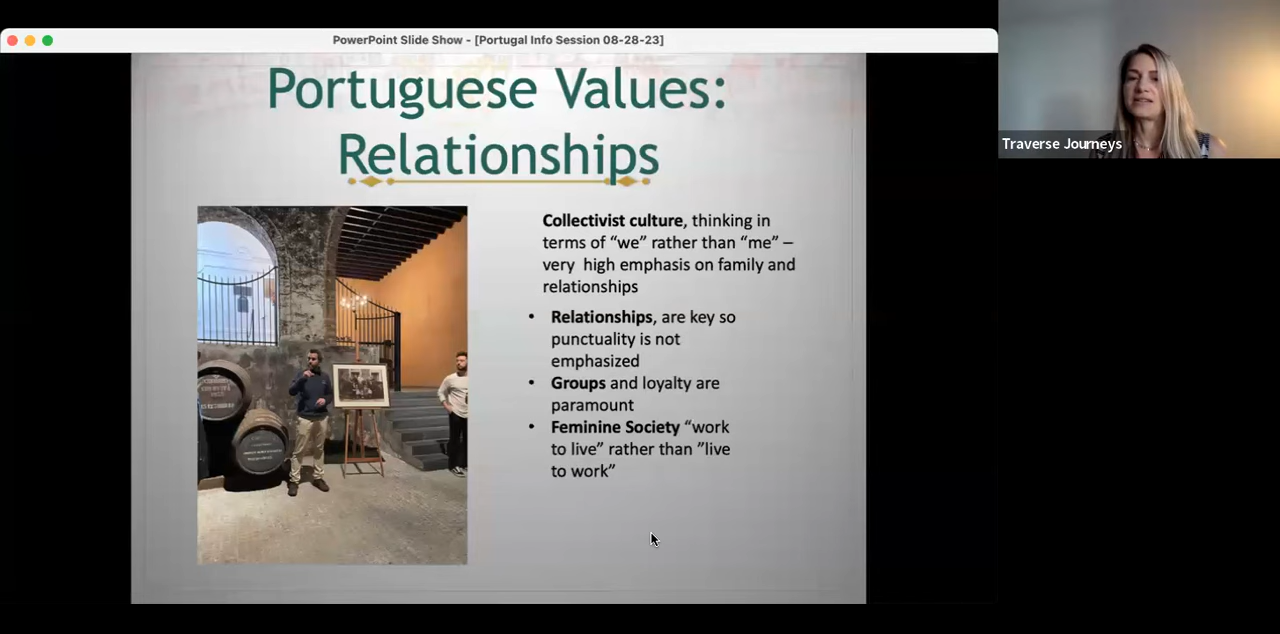 PowerPoint Slide Show - [Portugal Info Session 08-28-23]
Portuguese Values:
Relationships
Collectivist culture, thinking in
terms of “we” rather than “me” –
very  high emphasis on family and
relationships
• Relationships, are key so
punctuality is not
emphasized
• Groups and loyalty are
paramount
• Feminine Society “work
to live” rather than ”live
to work”
Traverse Journeys